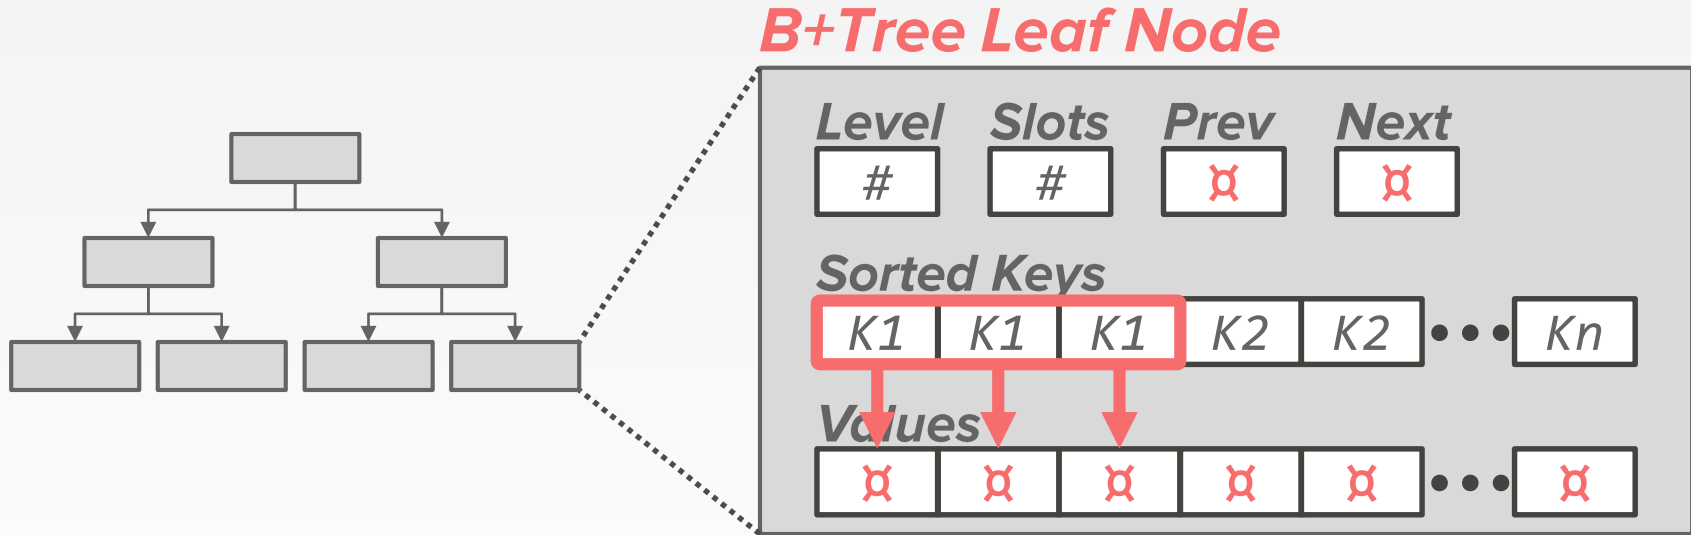 B+Tree Leaf Node
Level Slots Prev Next
# # ¤ ¤
Sorted Keys
K1 K1 K1 K2 K2 ••• Kn
Values
¤ ¤ ¤ ¤ ¤ ••• ¤